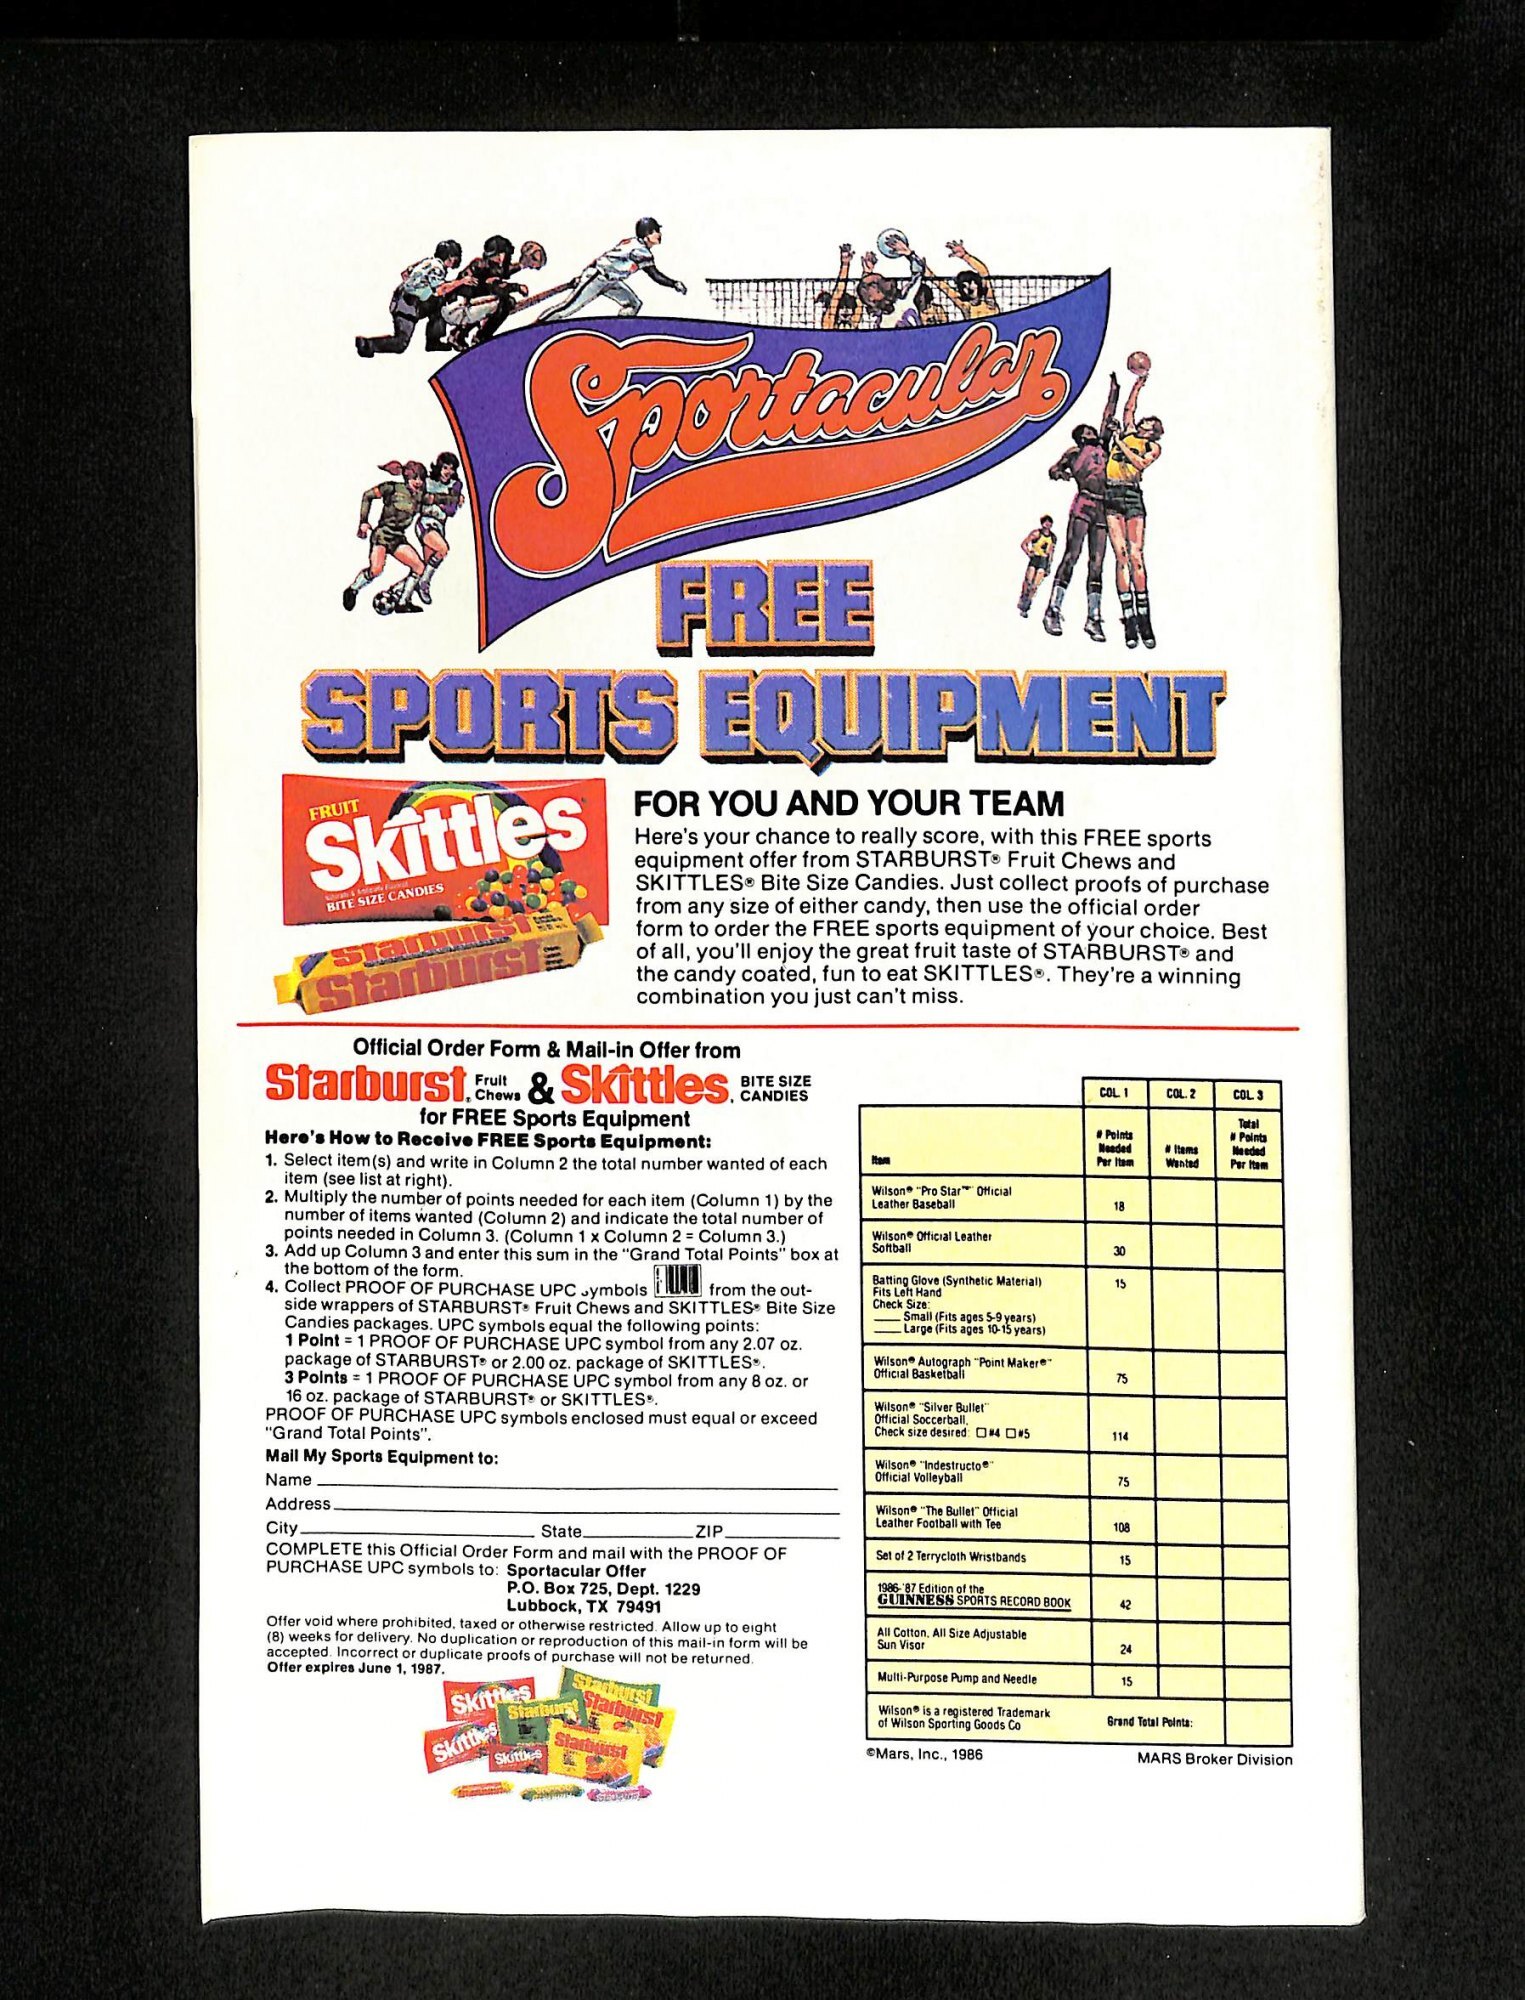 Sportacular
FREE
SPORTS EQUIPMENT
FRUIT
Skittles
Naturally & Artificially Flavored
BITE SIZE CANDIES
Starburst
Starburst
FOR YOU AND YOUR TEAM
Here's your chance to really score, with this FREE sports
equipment offer from STARBURST® Fruit Chews and
SKITTLES® Bite Size Candies. Just collect proofs of purchase
from any size of either candy, then use the official order
form to order the FREE sports equipment of your choice. Best
of all, you'll enjoy the great fruit taste of STARBURST® and
the candy coated, fun to eat SKITTLES®. They're a winning
combination you just can't miss.
Official Order Form & Mail-in Offer from
Starburst® Fruit Chews & Skittles® BITE SIZE CANDIES
for FREE Sports Equipment
Here's How to Receive FREE Sports Equipment:
1. Select item(s) and write in Column 2 the total number wanted of each
item (see list at right).
2. Multiply the number of points needed for each item (Column 1) by the
number of items wanted (Column 2) and indicate the total number of
points needed in Column 3. (Column 1 x Column 2 = Column 3.)
3. Add up Column 3 and enter this sum in the "Grand Total Points" box at
the bottom of the form.
4. Collect PROOF OF PURCHASE UPC symbols from the out-
side wrappers of STARBURST® Fruit Chews and SKITTLES® Bite Size
Candies packages. UPC symbols equal the following points:
1 Point = 1 PROOF OF PURCHASE UPC symbol from any 2.07 oz.
package of STARBURST® or 2.00 oz. package of SKITTLES®.
3 Points = 1 PROOF OF PURCHASE UPC symbol from any 8 oz. or
16 oz. package of STARBURST® or SKITTLES®.
PROOF OF PURCHASE UPC symbols enclosed must equal or exceed
"Grand Total Points".
Mail My Sports Equipment to:
Name
Address
City State ZIP
COMPLETE this Official Order Form and mail with the PROOF OF
PURCHASE UPC symbols to: Sportacular Offer
P.O. Box 725, Dept. 1229
Lubbock, TX 79491
Offer void where prohibited, taxed or otherwise restricted. Allow up to eight
(8) weeks for delivery. No duplication or reproduction of this mail-in form will be
accepted. Incorrect or duplicate proofs of purchase will not be returned.
Offer expires June 1, 1987.
Skittles
Starburst
Starburst
Starburst
Skittles
Skittles
Starburst
COL. 1 COL. 2 COL. 3
Item # Points Needed Per Item # Items Wanted Total # Points Needed Per Item
Wilson® "Pro Star™" Official
Leather Baseball 18
Wilson® Official Leather
Softball 30
Batting Glove (Synthetic Material) 15
Fits Left Hand
Check Size:
____ Small (Fits ages 5-9 years)
____ Large (Fits ages 10-15 years)
Wilson® Autograph "Point Maker®"
Official Basketball 75
Wilson® "Silver Bullet"
Official Soccerball,
Check size desired: ☐ #4 ☐ #5 114
Wilson® "Indestructo®"
Official Volleyball 75
Wilson® "The Bullet" Official
Leather Football with Tee 108
Set of 2 Terrycloth Wristbands 15
1986-'87 Edition of the
GUINNESS SPORTS RECORD BOOK 42
All Cotton, All Size Adjustable
Sun Visor 24
Multi-Purpose Pump and Needle 15
Wilson® is a registered Trademark
of Wilson Sporting Goods Co Grand Total Points:
©Mars, Inc., 1986 MARS Broker Division